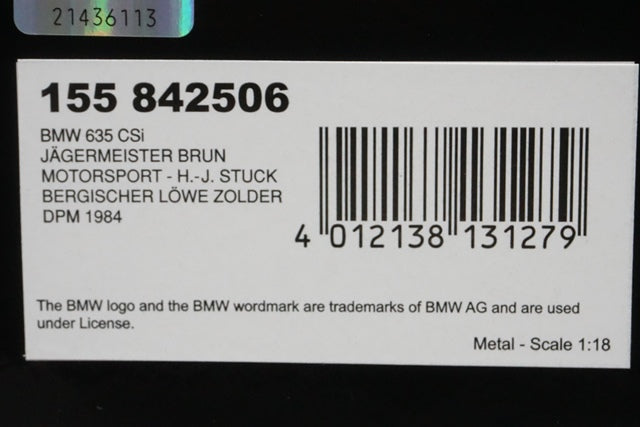 21436113
155 842506
BMW 635 CSi
JÄGERMEISTER BRUN
MOTORSPORT - H.-J. STUCK
BERGISCHER LÖWE ZOLDER
DPM 1984
4 012138 131279
The BMW logo and the BMW wordmark are trademarks of BMW AG and are used
under License.
Metal - Scale 1:18